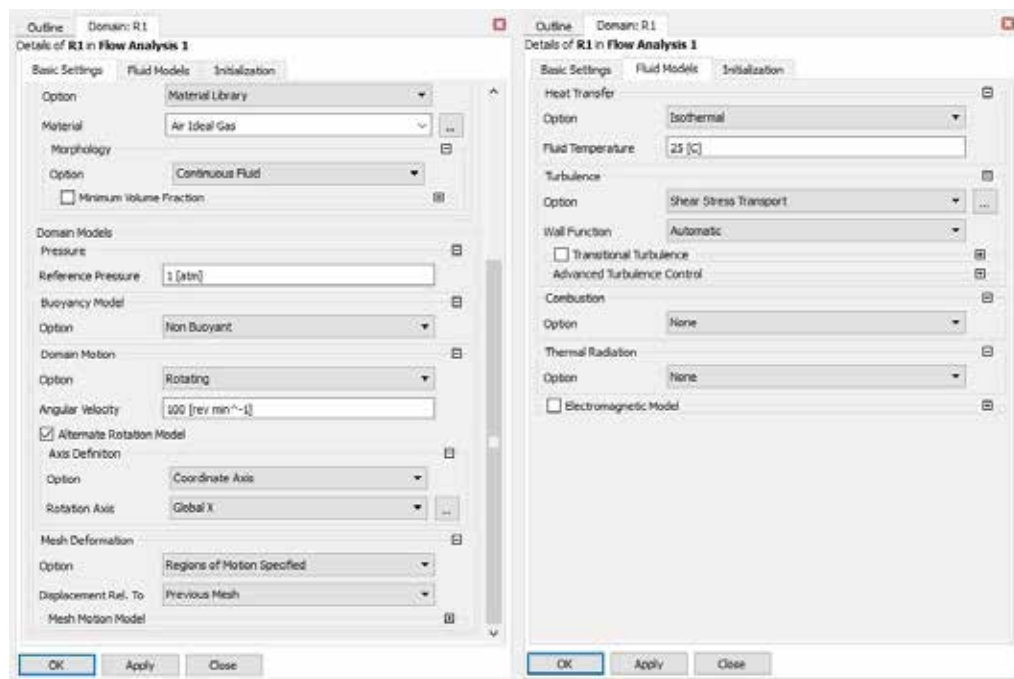 Outline Domain: R1
Details of R1 in Flow Analysis 1
Basic Settings Fluid Models Initialization
Option Material Library
Material Air Ideal Gas ...
Morphology
Option Continuous Fluid
Minimum Volume Fraction
Domain Models
Pressure
Reference Pressure 1 [atm]
Buoyancy Model
Option Non Buoyant
Domain Motion
Option Rotating
Angular Velocity 100 [rev min^-1]
Alternate Rotation Model
Axis Definition
Option Coordinate Axis
Rotation Axis Global X ...
Mesh Deformation
Option Regions of Motion Specified
Displacement Rel. To Previous Mesh
Mesh Motion Model
OK Apply Close
Outline Domain: R1
Details of R1 in Flow Analysis 1
Basic Settings Fluid Models Initialization
Heat Transfer
Option Isothermal
Fluid Temperature 25 [C]
Turbulence
Option Shear Stress Transport ...
Wall Function Automatic
Transitional Turbulence
Advanced Turbulence Control
Combustion
Option None
Thermal Radiation
Option None
Electromagnetic Model
OK Apply Close